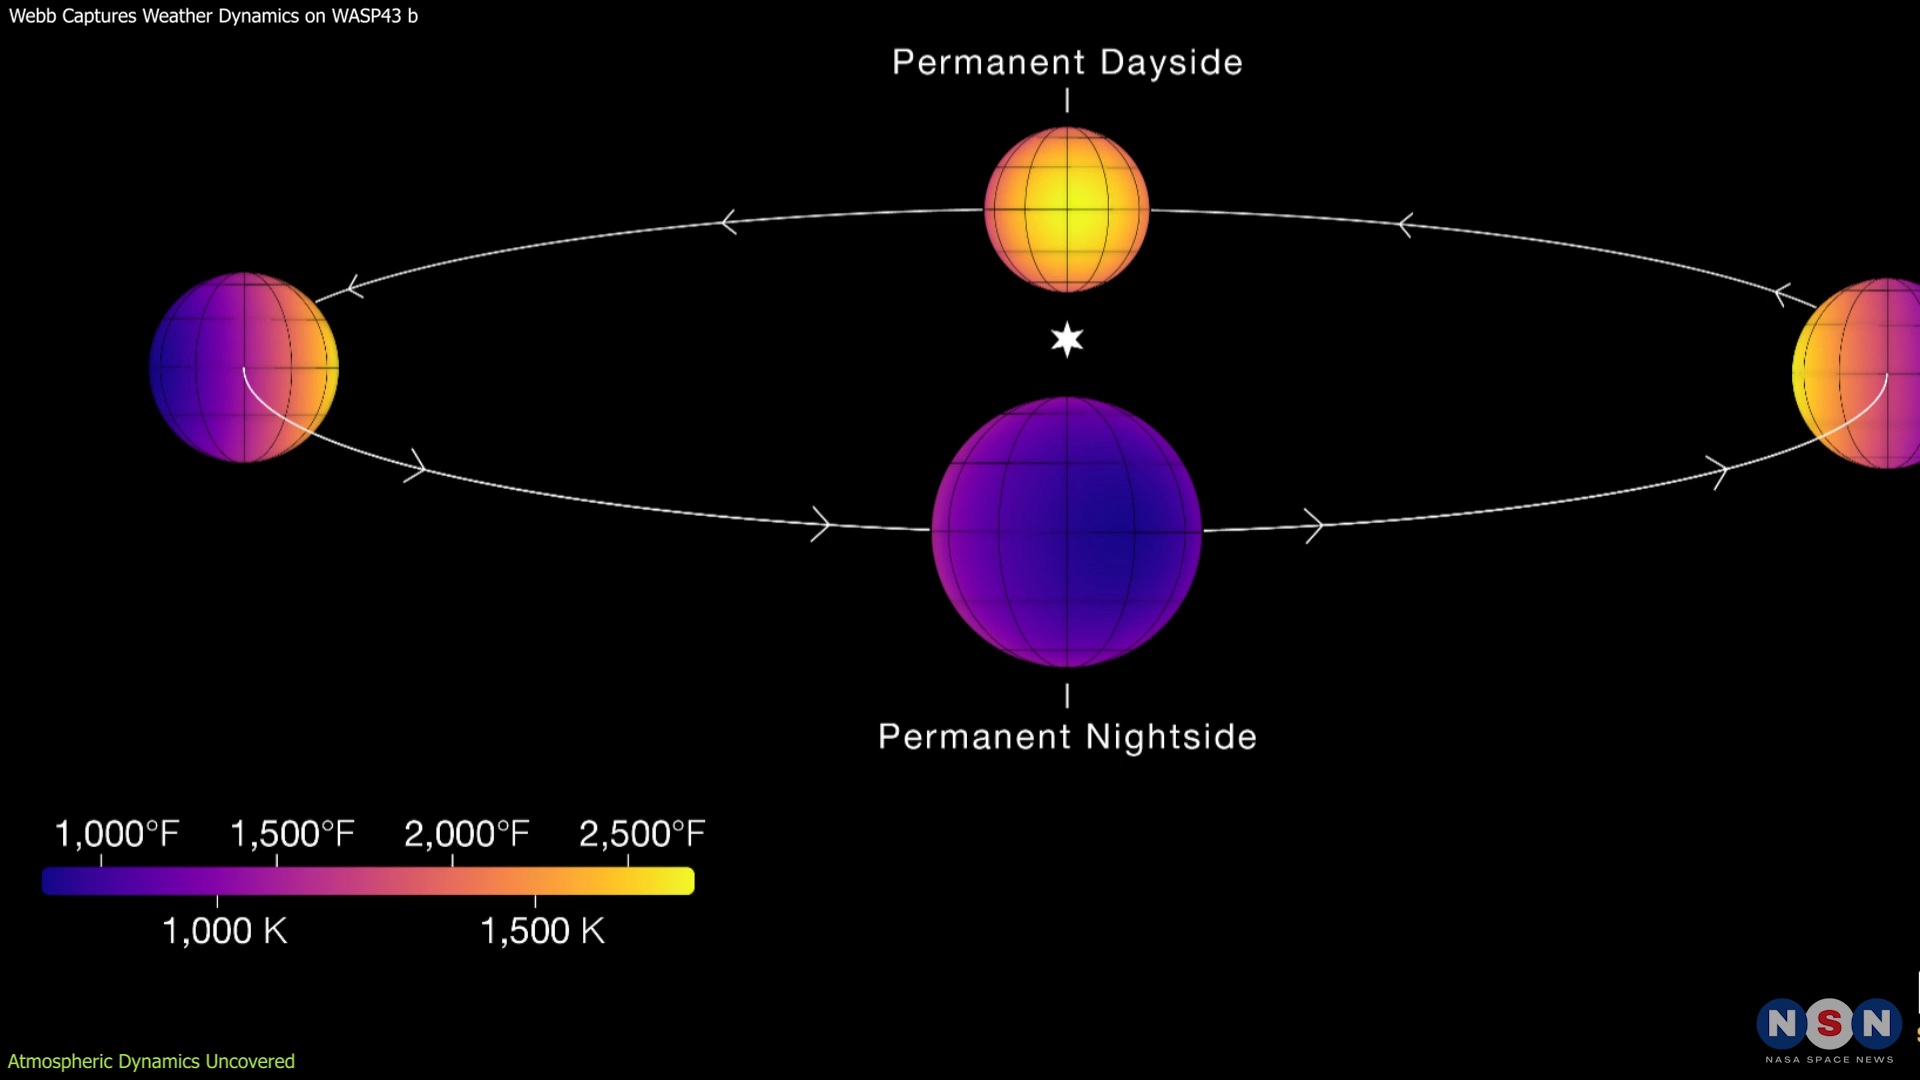 Webb Captures Weather Dynamics on WASP43 b
Permanent Dayside
Permanent Nightside
1,000°F 1,500°F 2,000°F 2,500°F
1,000 K 1,500 K
NSN
NASA SPACE NEWS
Atmospheric Dynamics Uncovered